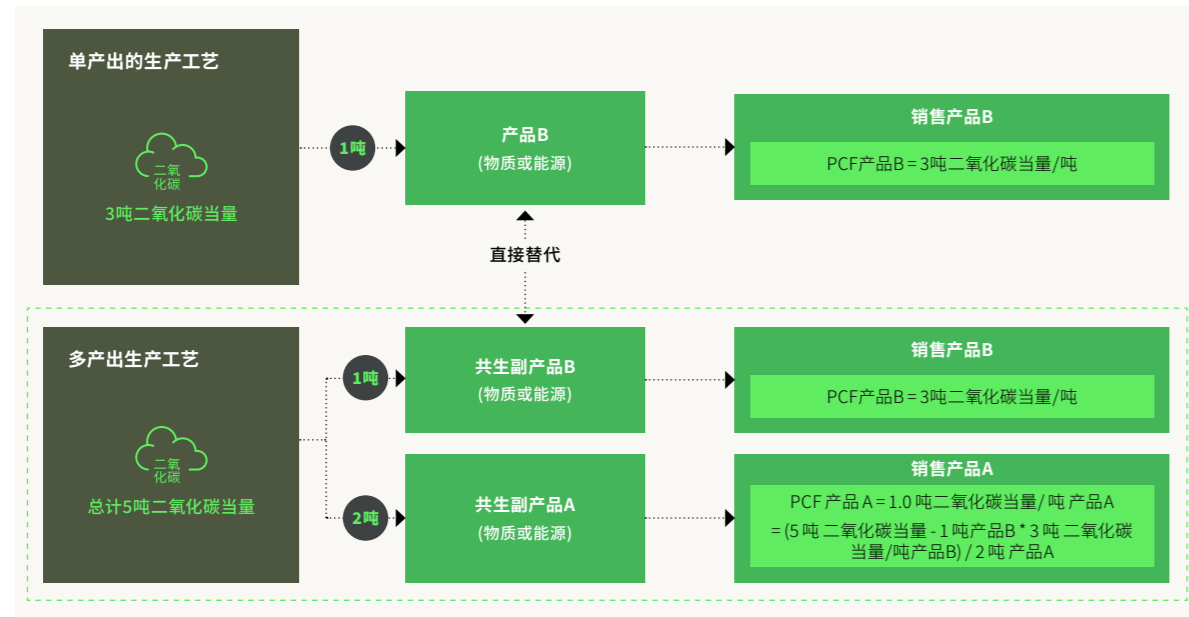 单产出的生产工艺
二氧
化碳
3吨二氧化碳当量
1吨
产品B
(物质或能源)
销售产品B
PCF产品B = 3吨二氧化碳当量/吨
直接替代
多产出生产工艺
二氧
化碳
总计5吨二氧化碳当量
1吨
共生副产品B
(物质或能源)
销售产品B
PCF产品B = 3吨二氧化碳当量/吨
2吨
共生副产品A
(物质或能源)
销售产品A
PCF 产品 A = 1.0 吨二氧化碳当量/ 吨 产品A
= (5 吨 二氧化碳当量 - 1 吨产品B * 3 吨 二氧化碳
当量/吨产品B) / 2 吨 产品A